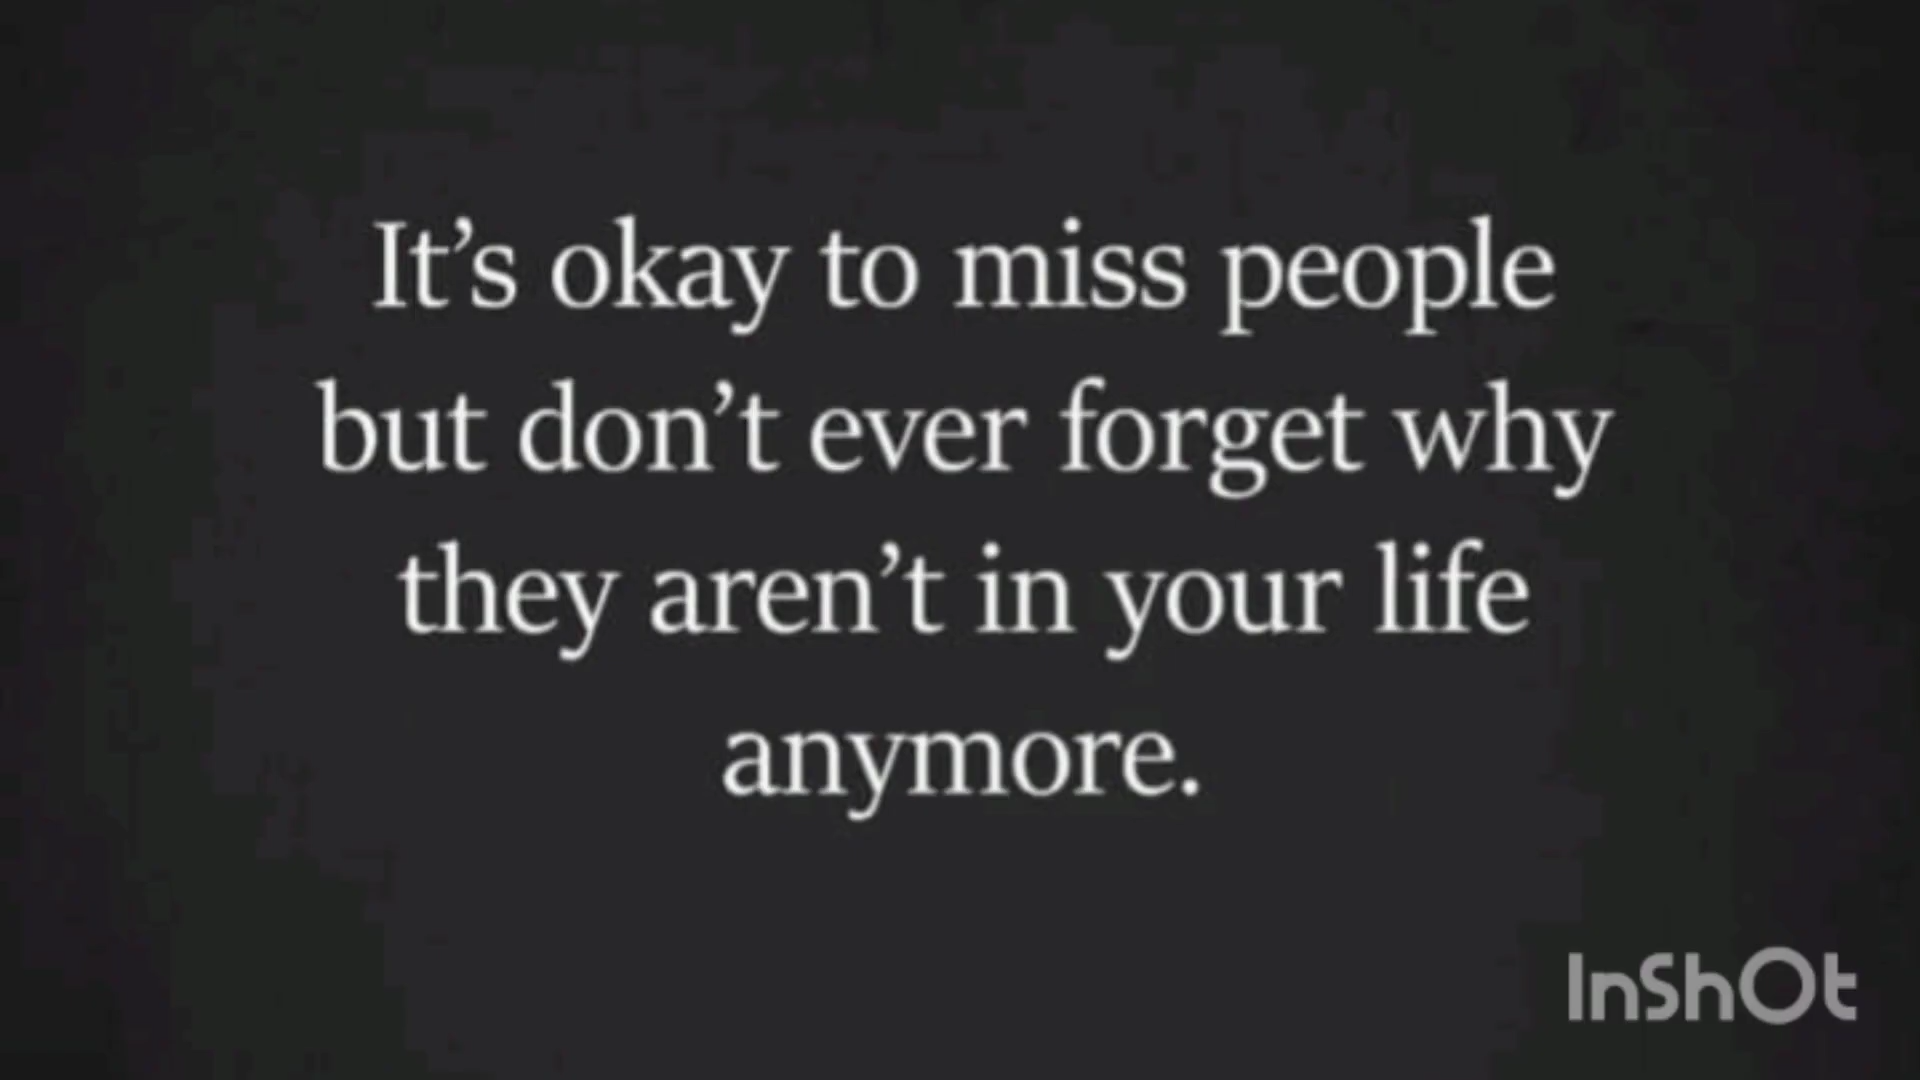 It’s okay to miss people
but don’t ever forget why
they aren’t in your life
anymore.
InShOt